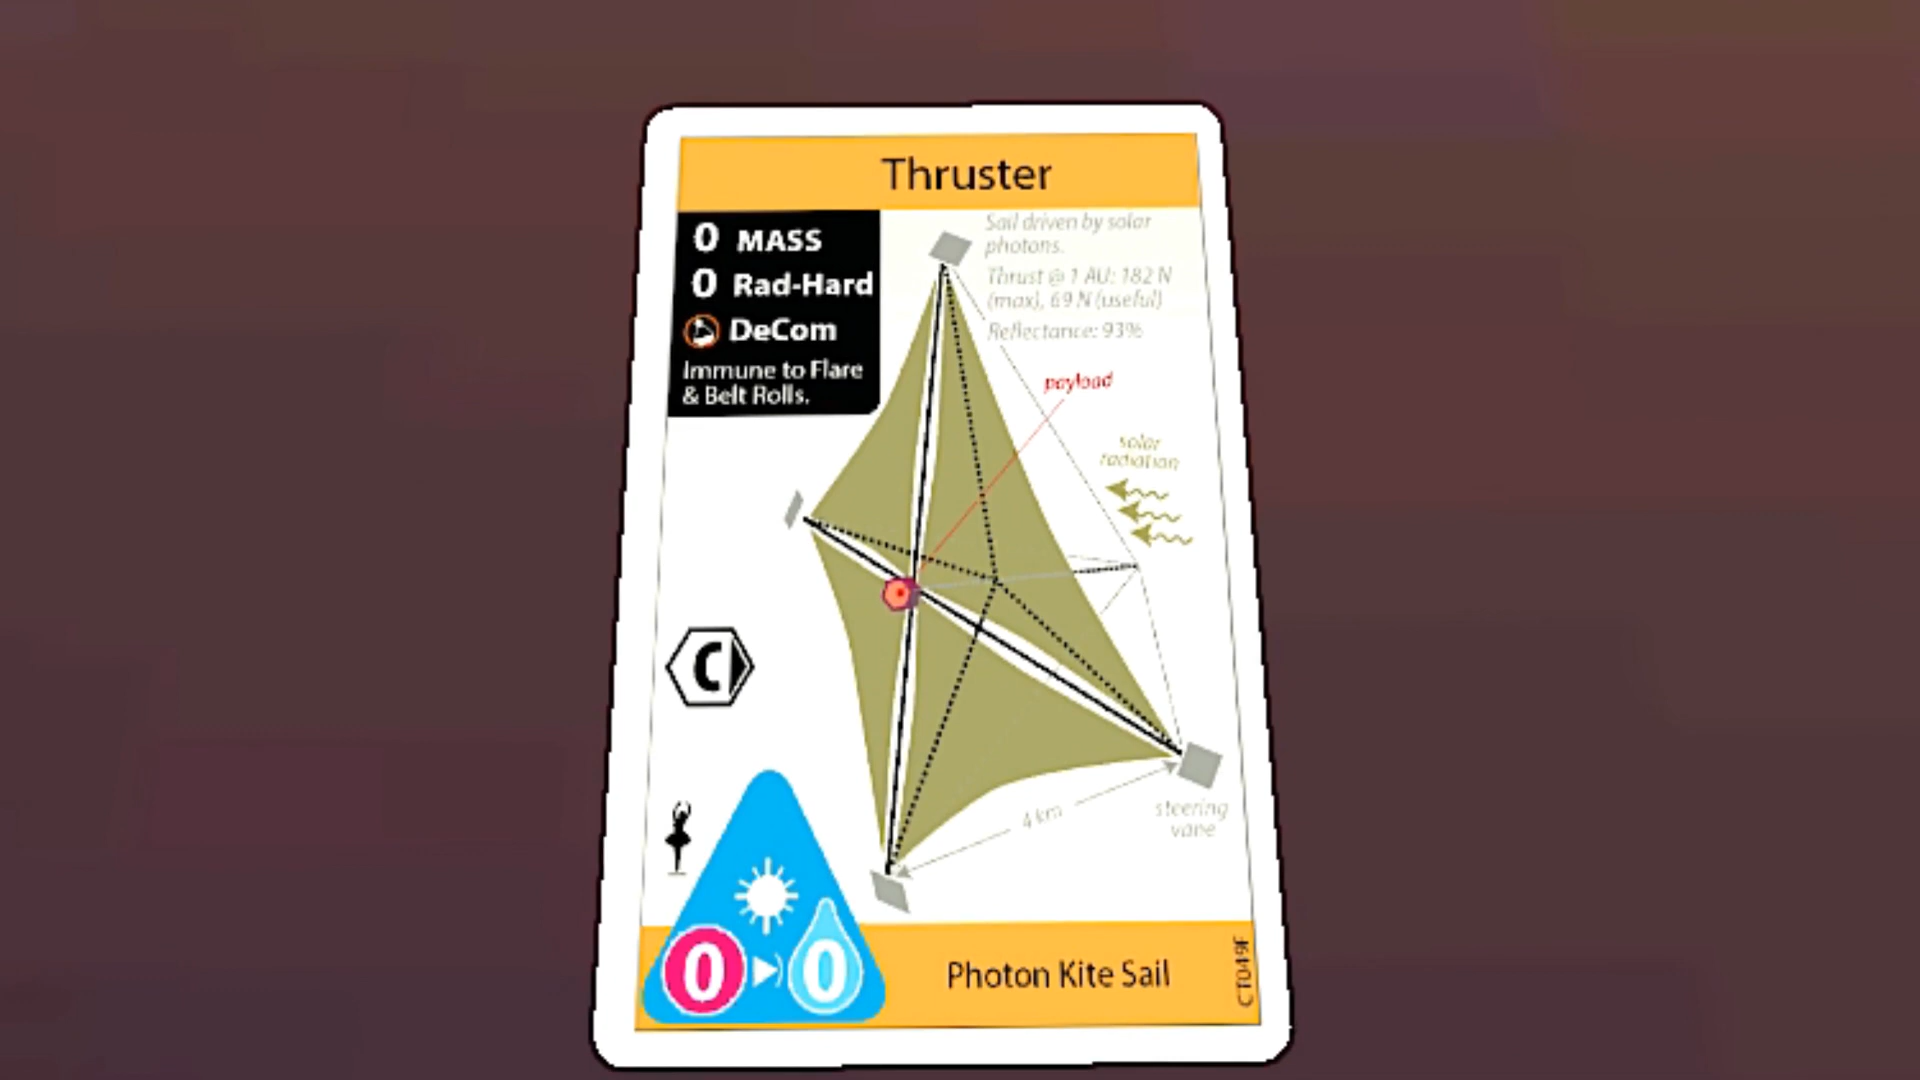 Thruster
0 MASS
0 Rad-Hard
DeCom
Immune to Flare
& Belt Rolls.
Sail driven by solar
photons.
Thrust @ 1 AU: 182 N
(max), 69 N (useful)
Reflectance: 93%
payload
solar
radiation
C
4 km
steering
vane
0 0
Photon Kite Sail
CT049F